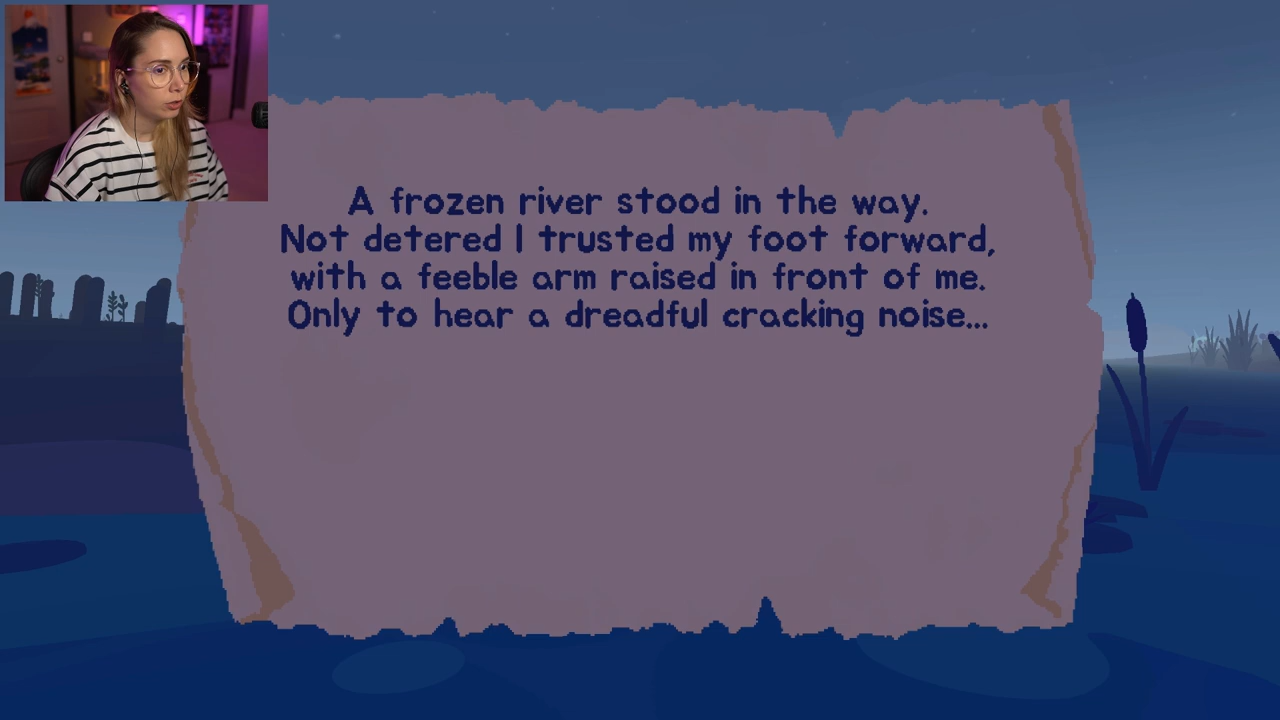 A frozen river stood in the way.
Not detered I trusted my foot forward,
with a feeble arm raised in front of me.
Only to hear a dreadful cracking noise...